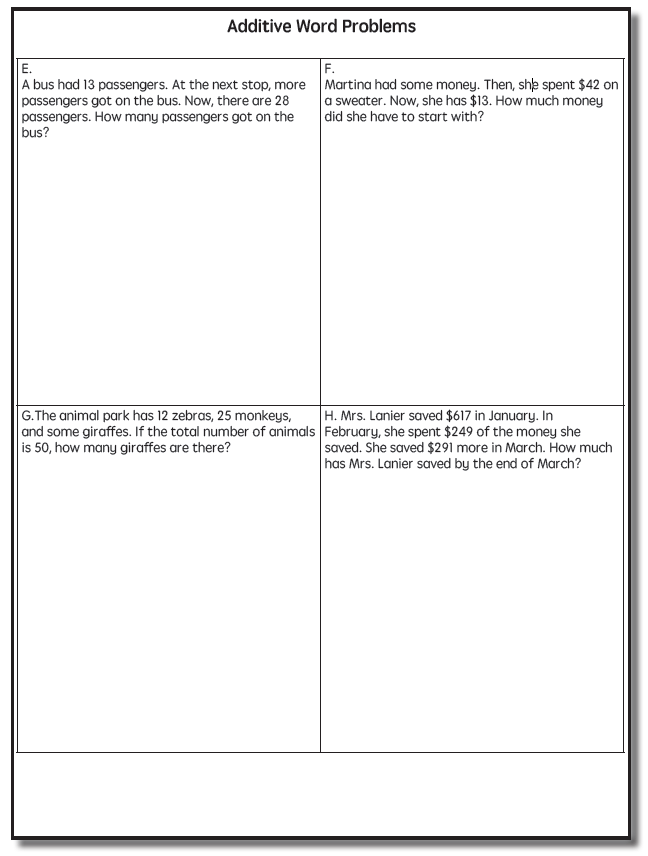 Additive Word Problems
E.
A bus had 13 passengers. At the next stop, more
passengers got on the bus. Now, there are 28
passengers. How many passengers got on the
bus?
F.
Martina had some money. Then, she spent $42 on
a sweater. Now, she has $13. How much money
did she have to start with?
G.The animal park has 12 zebras, 25 monkeys,
and some giraffes. If the total number of animals
is 50, how many giraffes are there?
H. Mrs. Lanier saved $617 in January. In
February, she spent $249 of the money she
saved. She saved $291 more in March. How much
has Mrs. Lanier saved by the end of March?